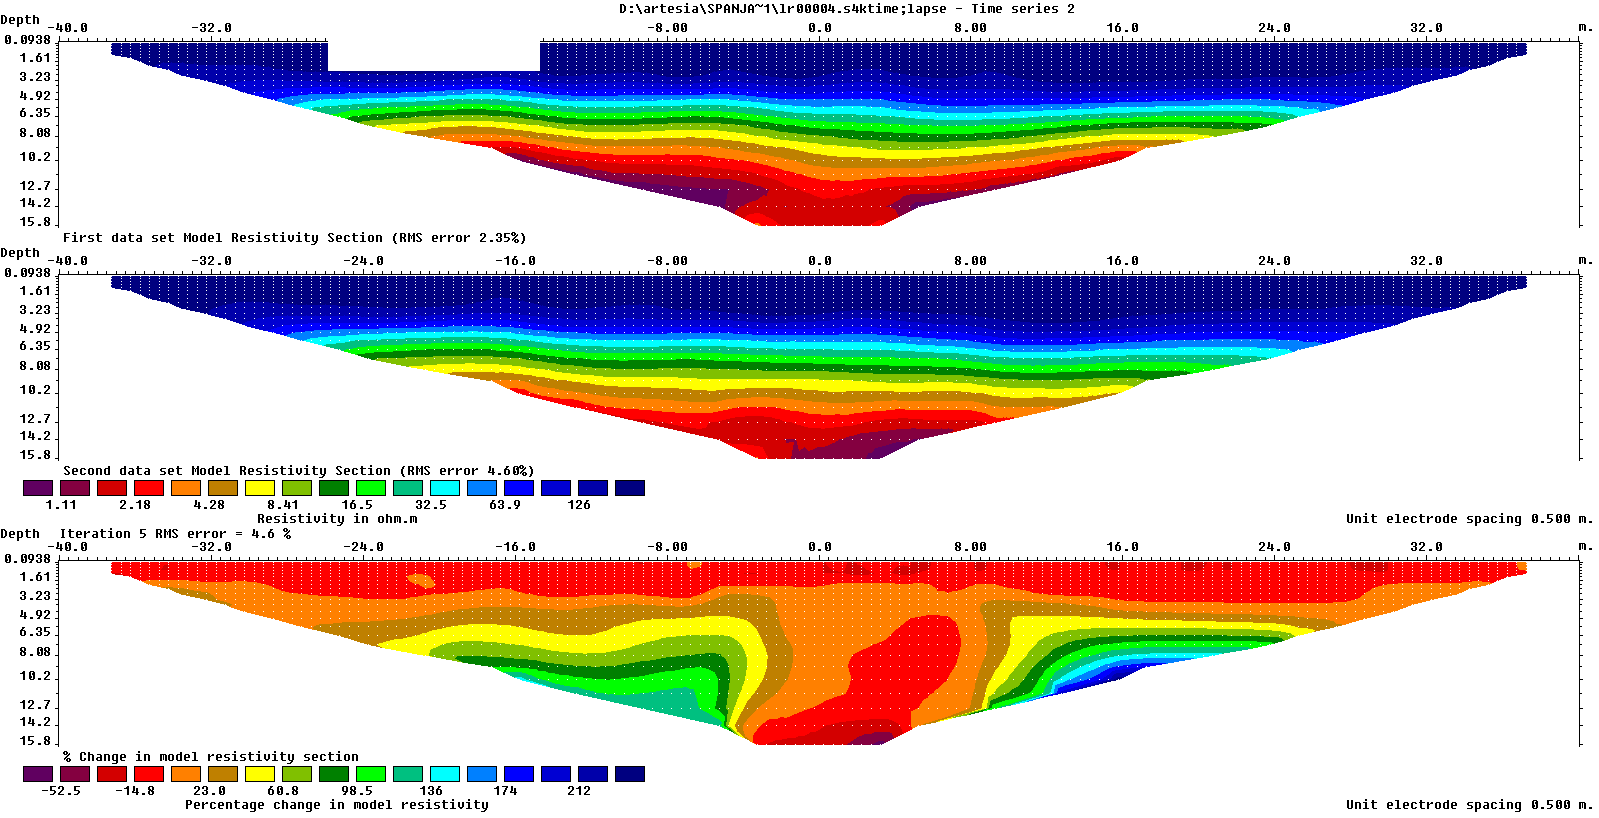 D:\artesia\SPANJA~1\lr00004.s4ktime;lapse - Time series 2
Depth
-40.0 -32.0 -8.00 0.0 8.00 16.0 24.0 32.0 m.
0.0938
1.61
3.23
4.92
6.35
8.08
10.2
12.7
14.2
15.8
First data set Model Resistivity Section (RMS error 2.35%)
Depth
-40.0 -32.0 -24.0 -16.0 -8.00 0.0 8.00 16.0 24.0 32.0 m.
0.0938
1.61
3.23
4.92
6.35
8.08
10.2
12.7
14.2
15.8
Second data set Model Resistivity Section (RMS error 4.60%)
1.11 2.18 4.28 8.41 16.5 32.5 63.9 126
Resistivity in ohm.m
Unit electrode spacing 0.500 m.
Depth Iteration 5 RMS error = 4.6 %
-40.0 -32.0 -24.0 -16.0 -8.00 0.0 8.00 16.0 24.0 32.0 m.
0.0938
1.61
3.23
4.92
6.35
8.08
10.2
12.7
14.2
15.8
% Change in model resistivity section
-52.5 -14.8 23.0 60.8 98.5 136 174 212
Percentage change in model resistivity
Unit electrode spacing 0.500 m.